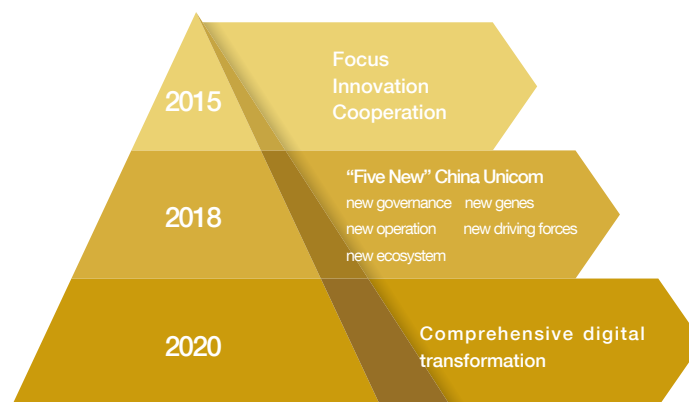 2015
Focus
Innovation
Cooperation
2018
“Five New” China Unicom
new governance new genes
new operation new driving forces
new ecosystem
2020
Comprehensive digital
transformation